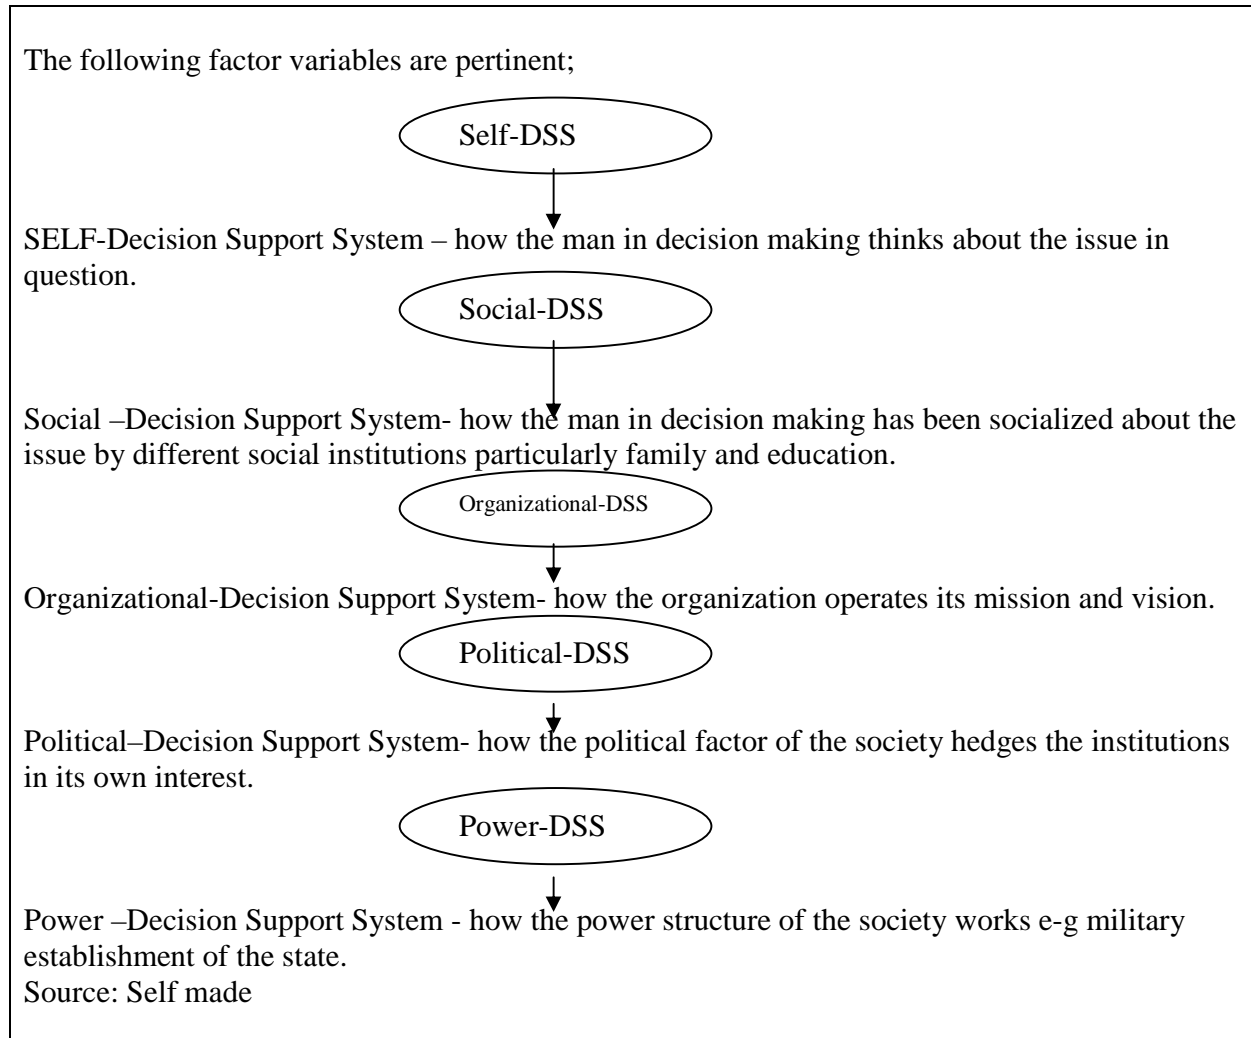 The following factor variables are pertinent;
Self-DSS
SELF-Decision Support System – how the man in decision making thinks about the issue in
question.
Social-DSS
Social –Decision Support System- how the man in decision making has been socialized about the
issue by different social institutions particularly family and education.
Organizational-DSS
Organizational-Decision Support System- how the organization operates its mission and vision.
Political-DSS
Political–Decision Support System- how the political factor of the society hedges the institutions
in its own interest.
Power-DSS
Power –Decision Support System - how the power structure of the society works e-g military
establishment of the state.
Source: Self made